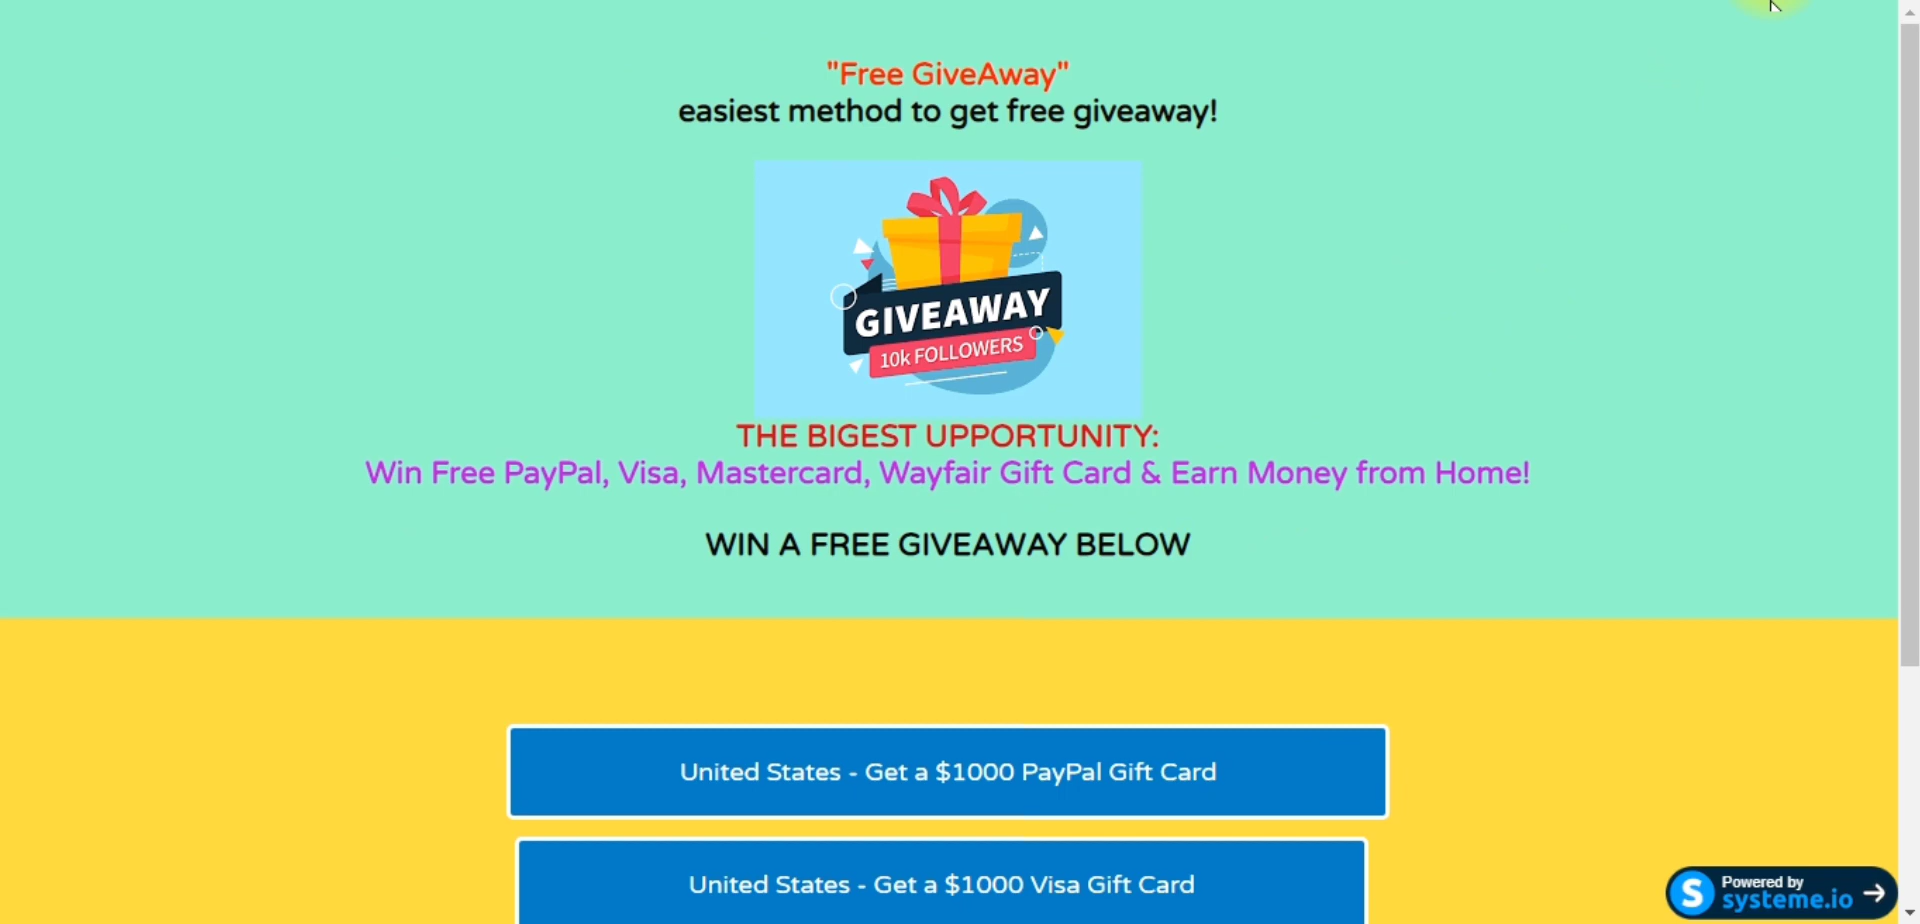 "Free GiveAway"
easiest method to get free giveaway!
GIVEAWAY
10k FOLLOWERS
THE BIGEST UPPORTUNITY:
Win Free PayPal, Visa, Mastercard, Wayfair Gift Card & Earn Money from Home!
WIN A FREE GIVEAWAY BELOW
United States - Get a $1000 PayPal Gift Card
United States - Get a $1000 Visa Gift Card
S
Powered by
systeme.io